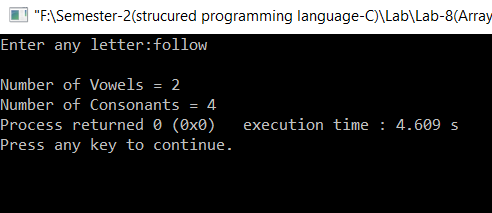 "F:\Semester-2(strucured programming language-C)\Lab\Lab-8(Array
Enter any letter:follow
Number of Vowels = 2
Number of Consonants = 4
Process returned 0 (0x0)   execution time : 4.609 s
Press any key to continue.